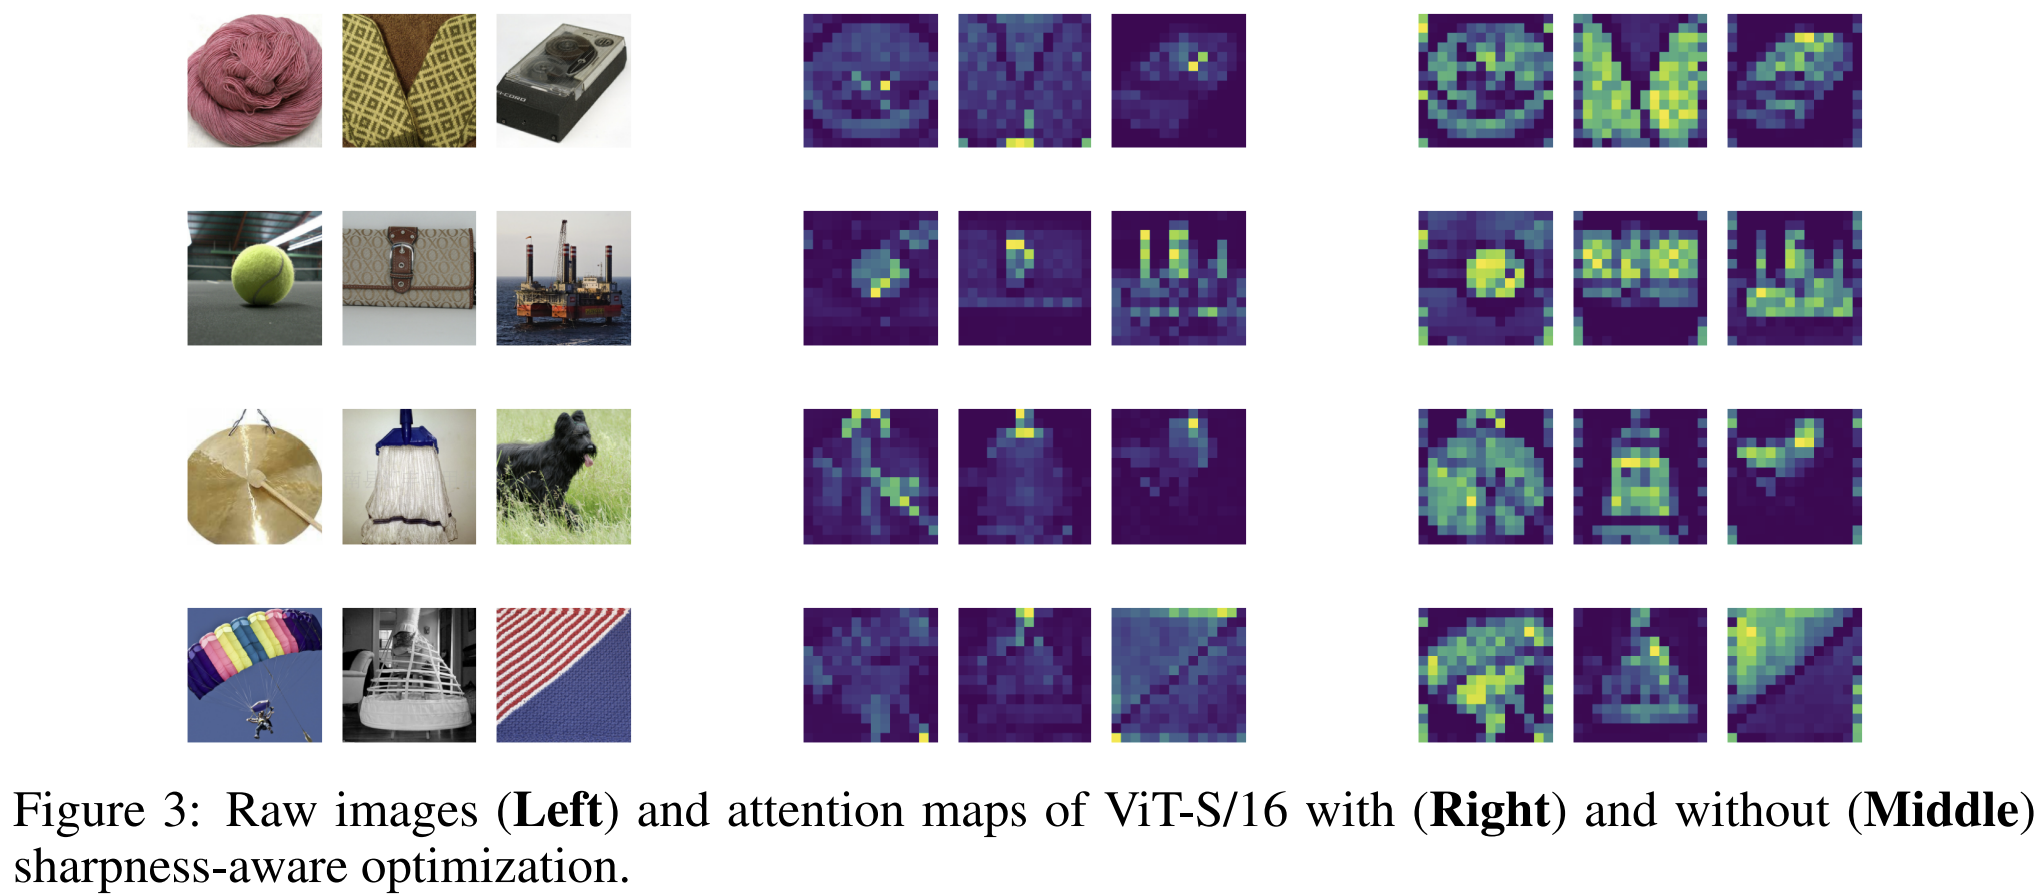 Figure 3: Raw images (Left) and attention maps of ViT-S/16 with (Right) and without (Middle)
sharpness-aware optimization.